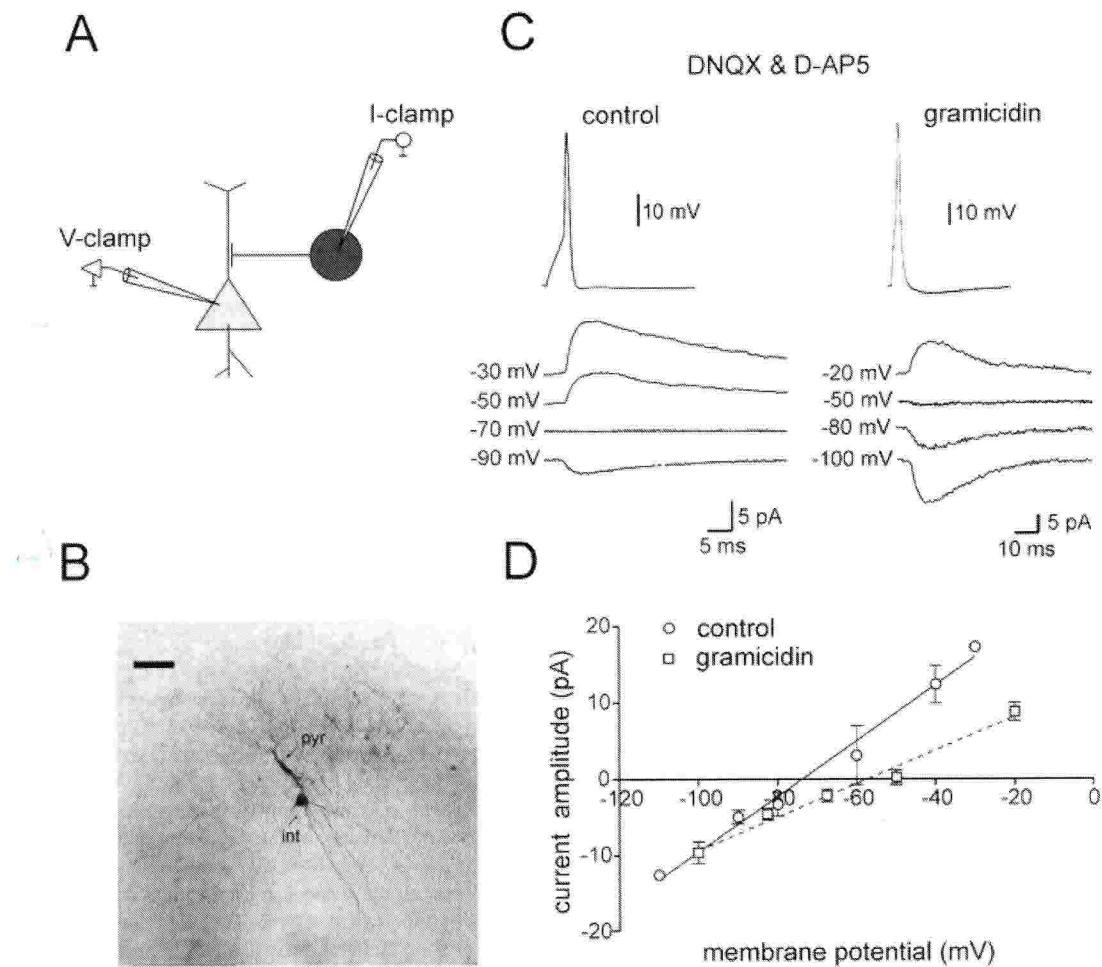 A
I-clamp
V-clamp
C
DNQX & D-AP5
control
gramicidin
10 mV
10 mV
-30 mV
-50 mV
-70 mV
-90 mV
5 pA
5 ms
-20 mV
-50 mV
-80 mV
-100 mV
5 pA
10 ms
B
pyr
int
D
control
gramicidin
current amplitude (pA)
20
10
0
-10
-20
-120 -100 -80 -60 -40 -20 0
membrane potential (mV)